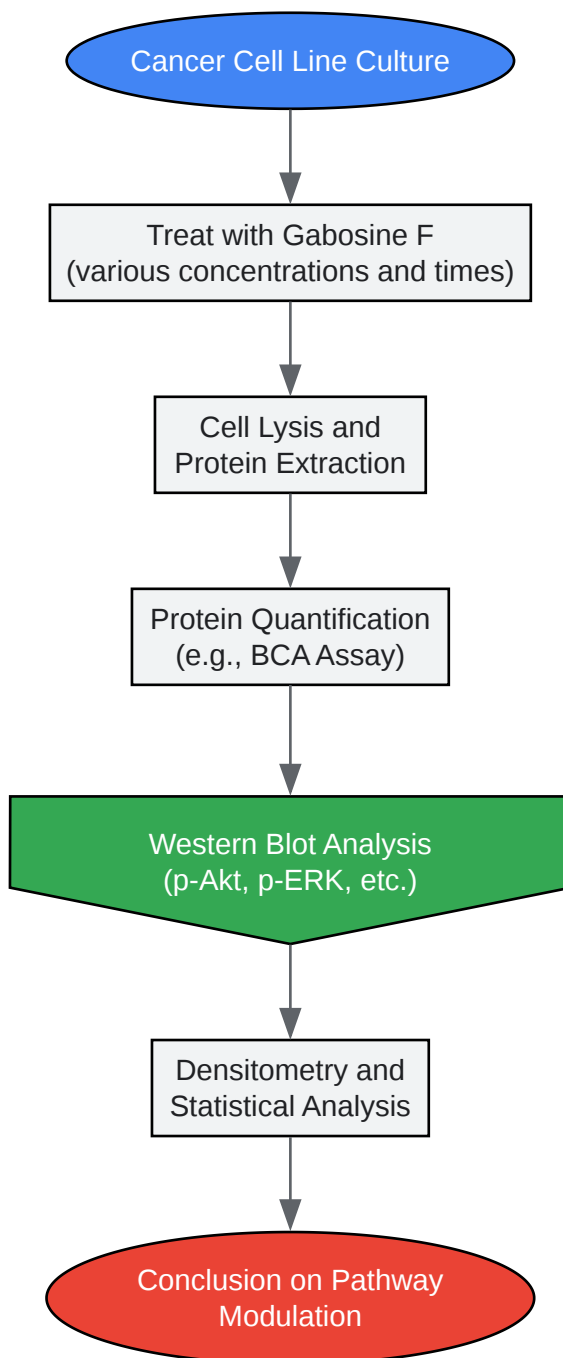 Cancer Cell Line Culture
Treat with Gabosine F
(various concentrations and times)
Cell Lysis and
Protein Extraction
Protein Quantification
(e.g., BCA Assay)
Western Blot Analysis
(p-Akt, p-ERK, etc.)
Densitometry and
Statistical Analysis
Conclusion on Pathway
Modulation